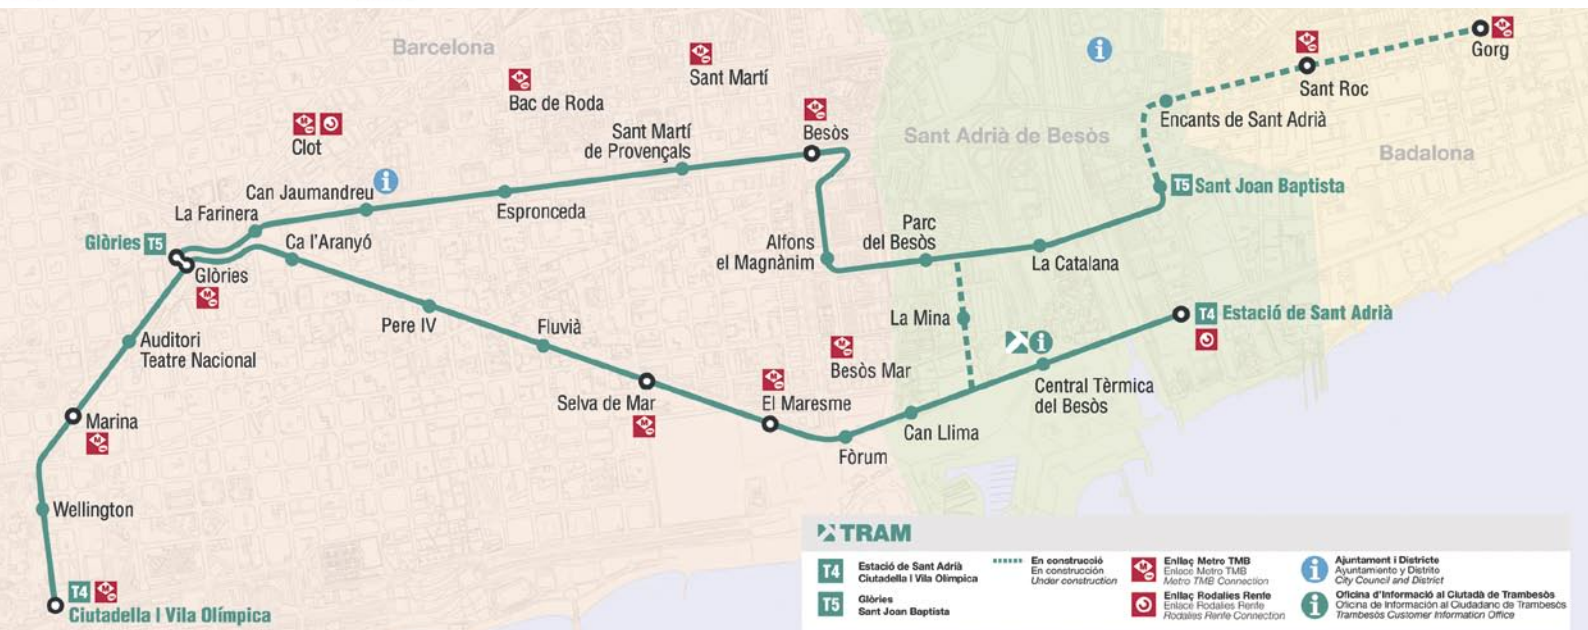 Barcelona
Sant Adrià de Besòs
Badalona
Gorg
Sant Roc
Encants de Sant Adrià
T5 Sant Joan Baptista
Sant Martí
Bac de Roda
Clot
Besòs
Sant Martí
de Provençals
Can Jaumandreu
Espronceda
La Farinera
Glòries T5
Ca l'Aranyó
Glòries
Alfons
el Magnànim
Parc
del Besòs
La Catalana
La Mina
T4 Estació de Sant Adrià
Auditori
Teatre Nacional
Pere IV
Fluvià
Besòs Mar
Selva de Mar
El Maresme
Central Tèrmica
del Besòs
Can Llima
Fòrum
Marina
Wellington
T4
Ciutadella I Vila Olímpica
TRAM
T4 Estació de Sant Adrià
Ciutadella I Vila Olímpica
T5 Glòries
Sant Joan Baptista
En construcció
En construcción
Under construction
Enllaç Metro TMB
Enlace Metro TMB
Metro TMB Connection
Enllaç Rodalies Renfe
Enlace Rodalies Renfe
Rodalies Renfe Connection
Ajuntament i Districte
Ayuntamiento y Distrito
City Council and District
Oficina d'Informació al Ciutadà de Trambesòs
Oficina de Información al Ciudadano de Trambesòs
Trambesòs Customer Information Office